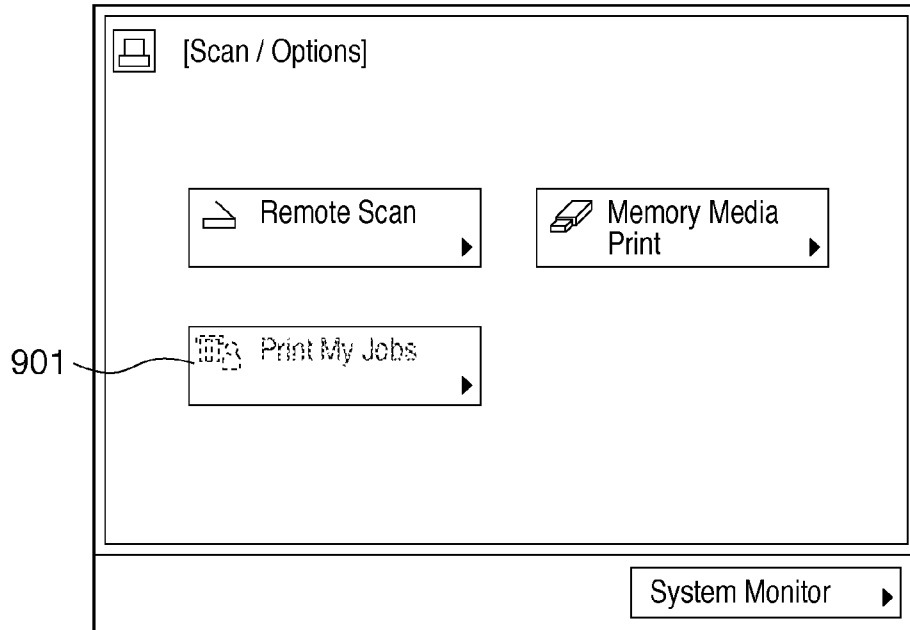 [Scan / Options]
Remote Scan
Memory Media
Print
901
Print My Jobs
System Monitor